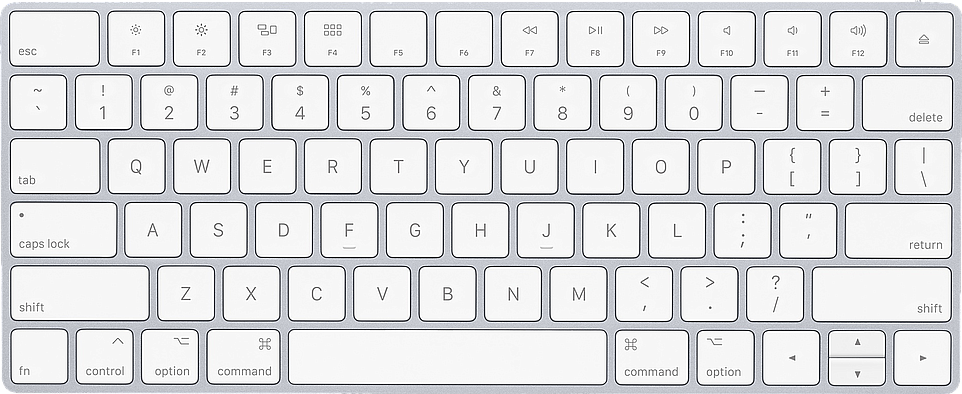 esc F1 F2 F3 F4 F5 F6 F7 F8 F9 F10 F11 F12
~ ! @ # $ % ^ & * ( ) — +
` 1 2 3 4 5 6 7 8 9 0 - = delete
tab Q W E R T Y U I O P { [ } ] | \
caps lock A S D F G H J K L : ; " ' return
shift Z X C V B N M < , > . ? / shift
fn control option command command option